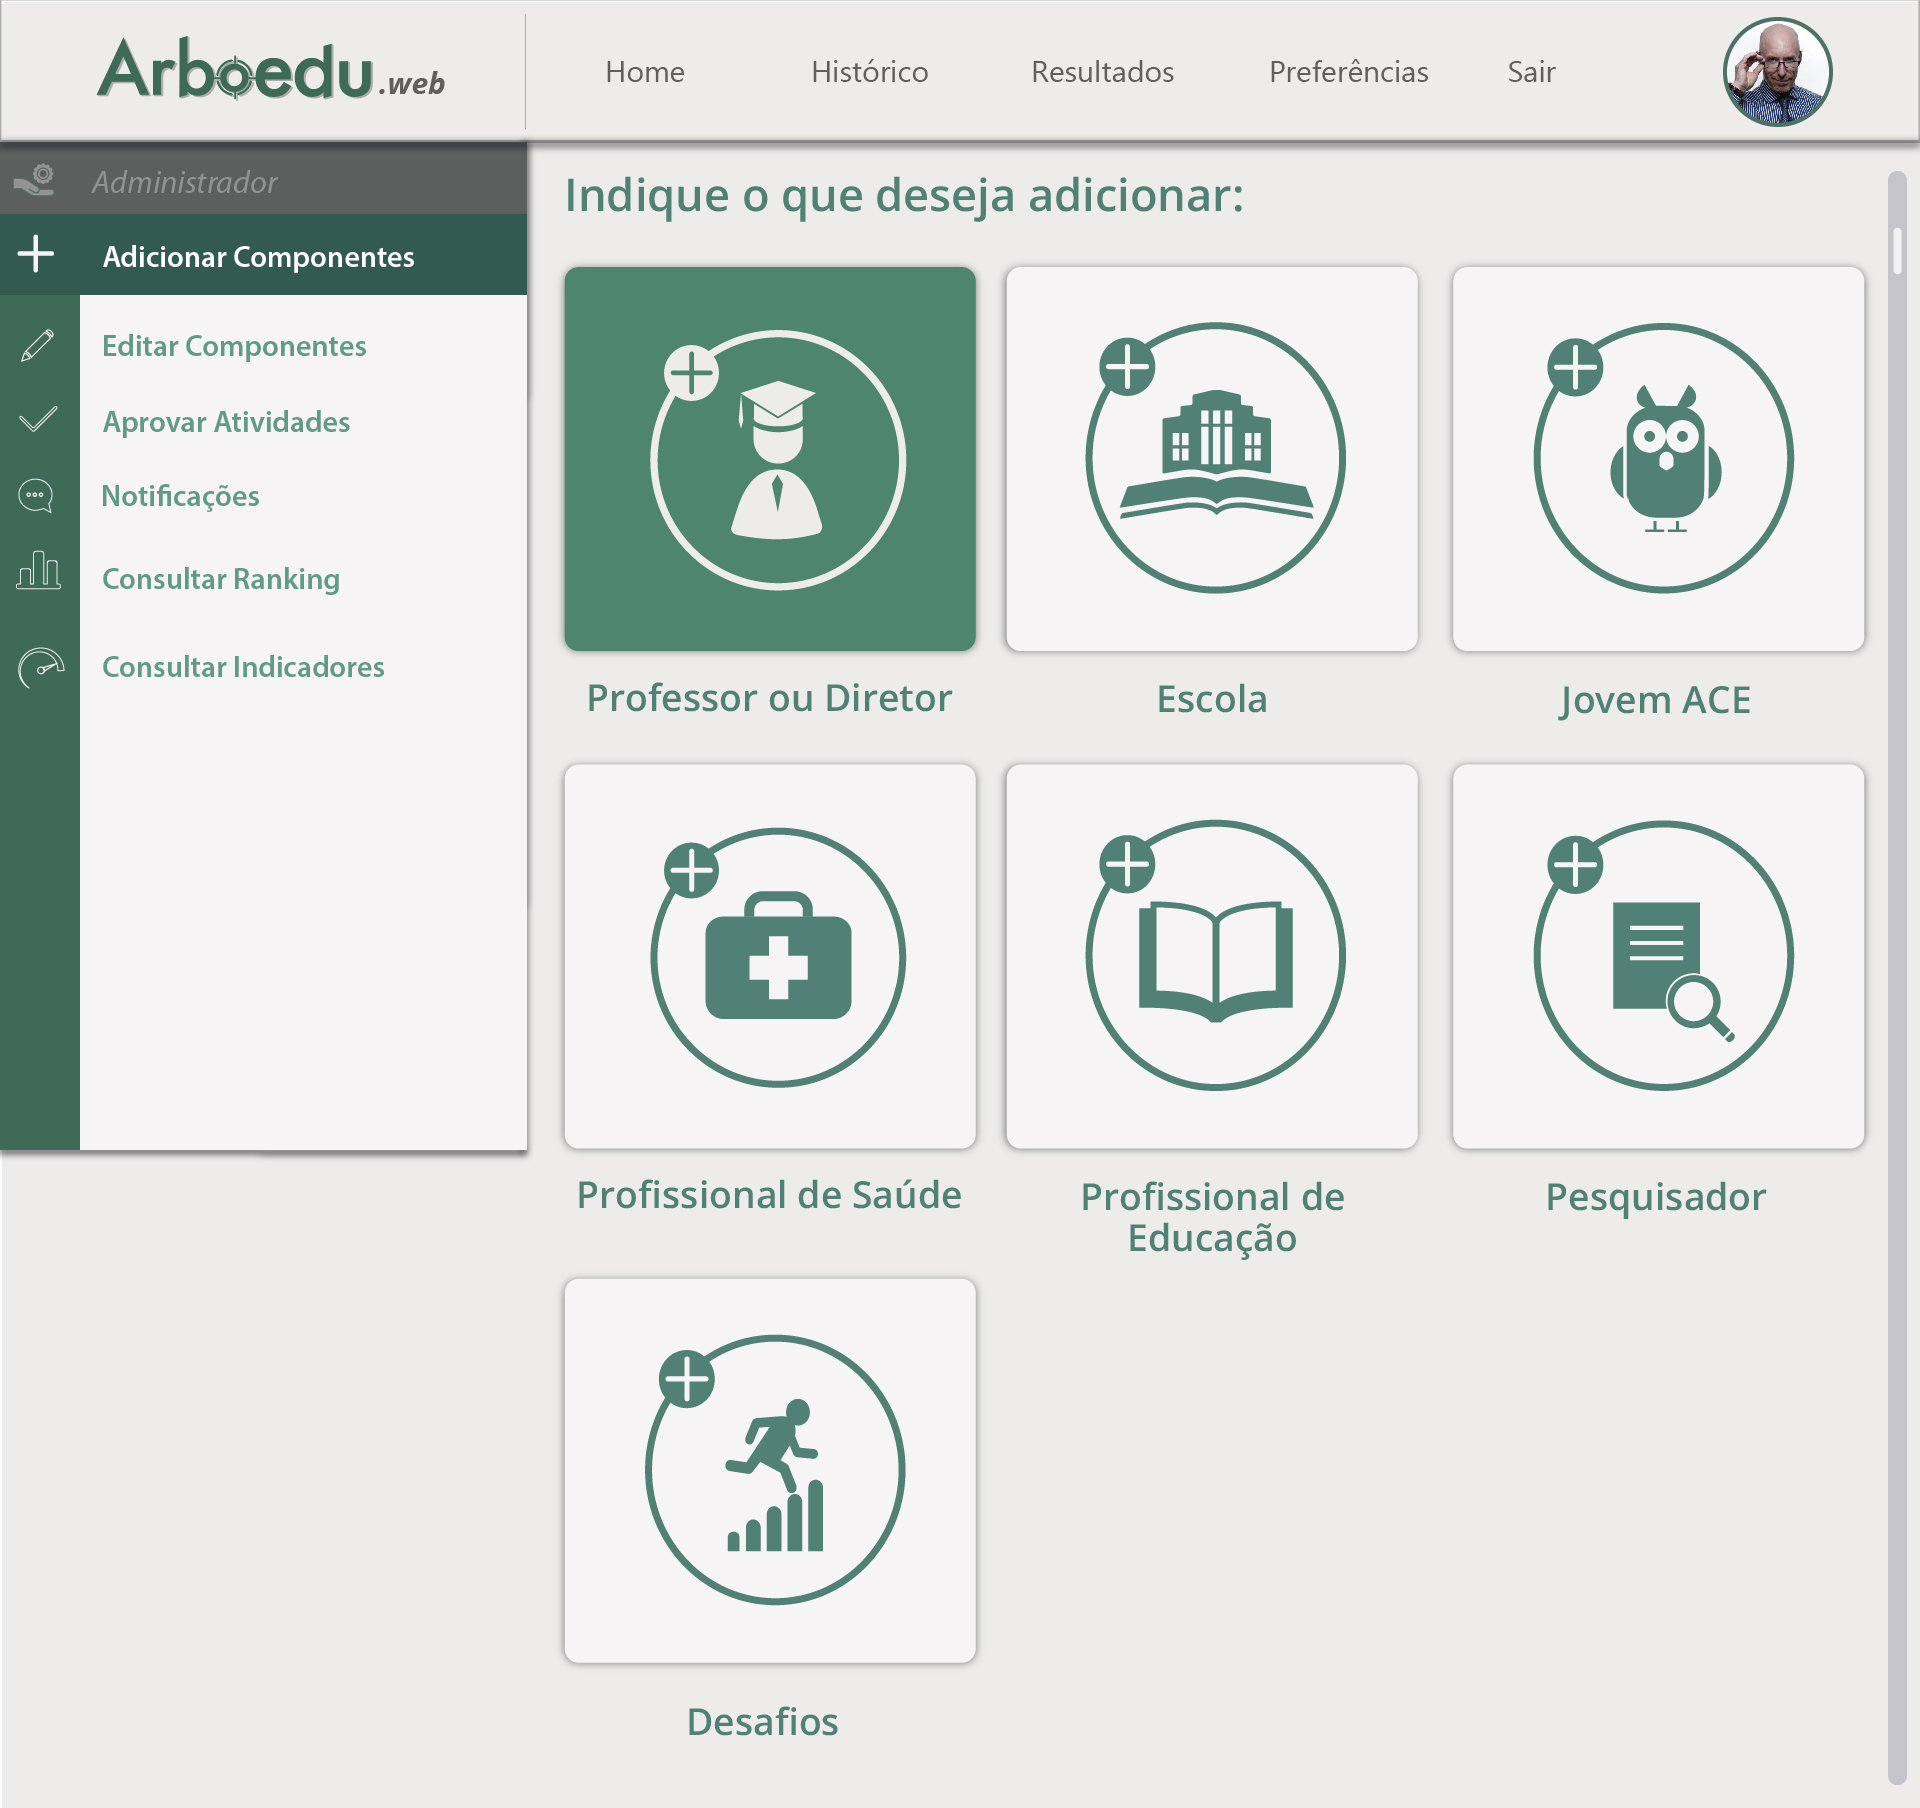 Arboedu.web
Home
Histórico
Resultados
Preferências
Sair
Administrador
Adicionar Componentes
Editar Componentes
Aprovar Atividades
Notificações
Consultar Ranking
Consultar Indicadores
Indique o que deseja adicionar:
Professor ou Diretor
Escola
Jovem ACE
Profissional de Saúde
Profissional de
Educação
Pesquisador
Desafios